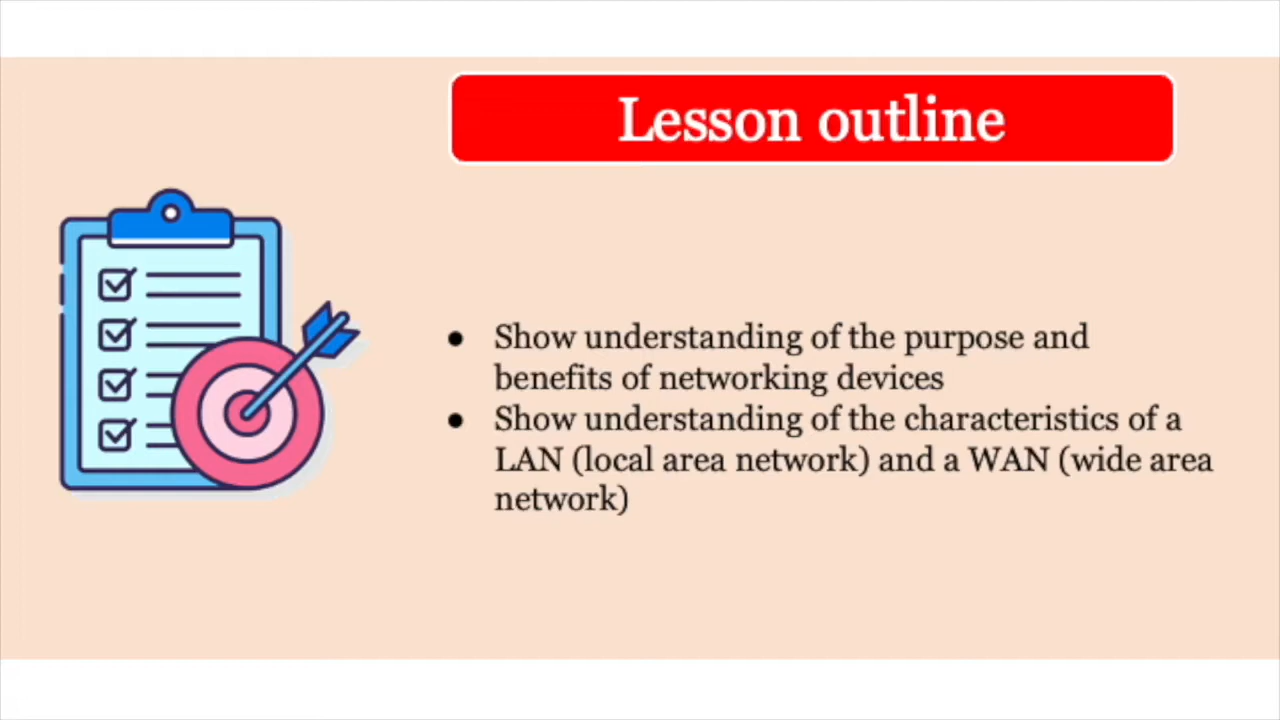 Lesson outline
● Show understanding of the purpose and
benefits of networking devices
● Show understanding of the characteristics of a
LAN (local area network) and a WAN (wide area
network)